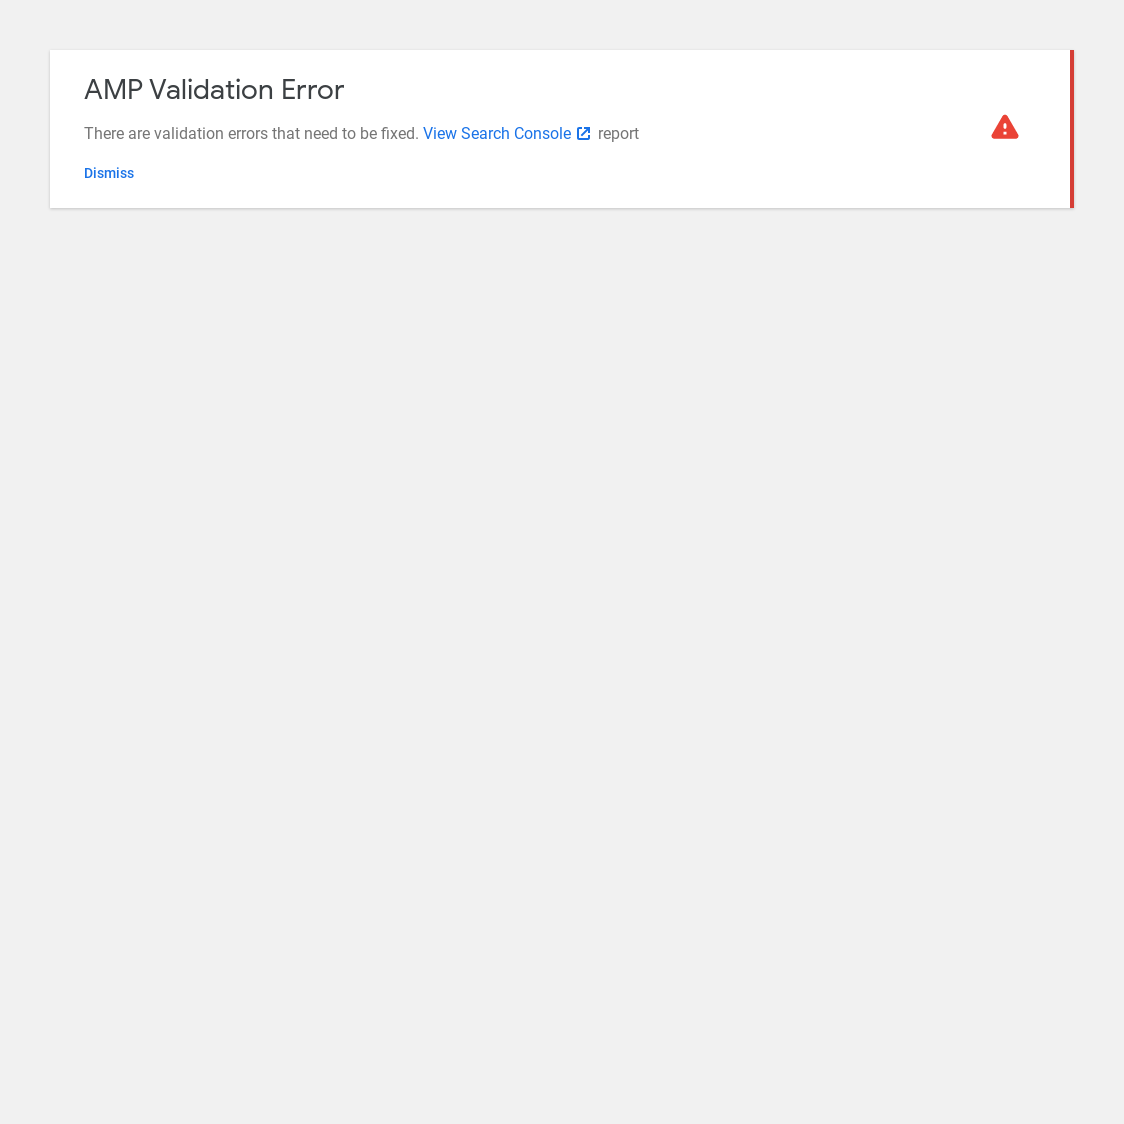 AMP Validation Error
There are validation errors that need to be fixed. View Search Console report
Dismiss